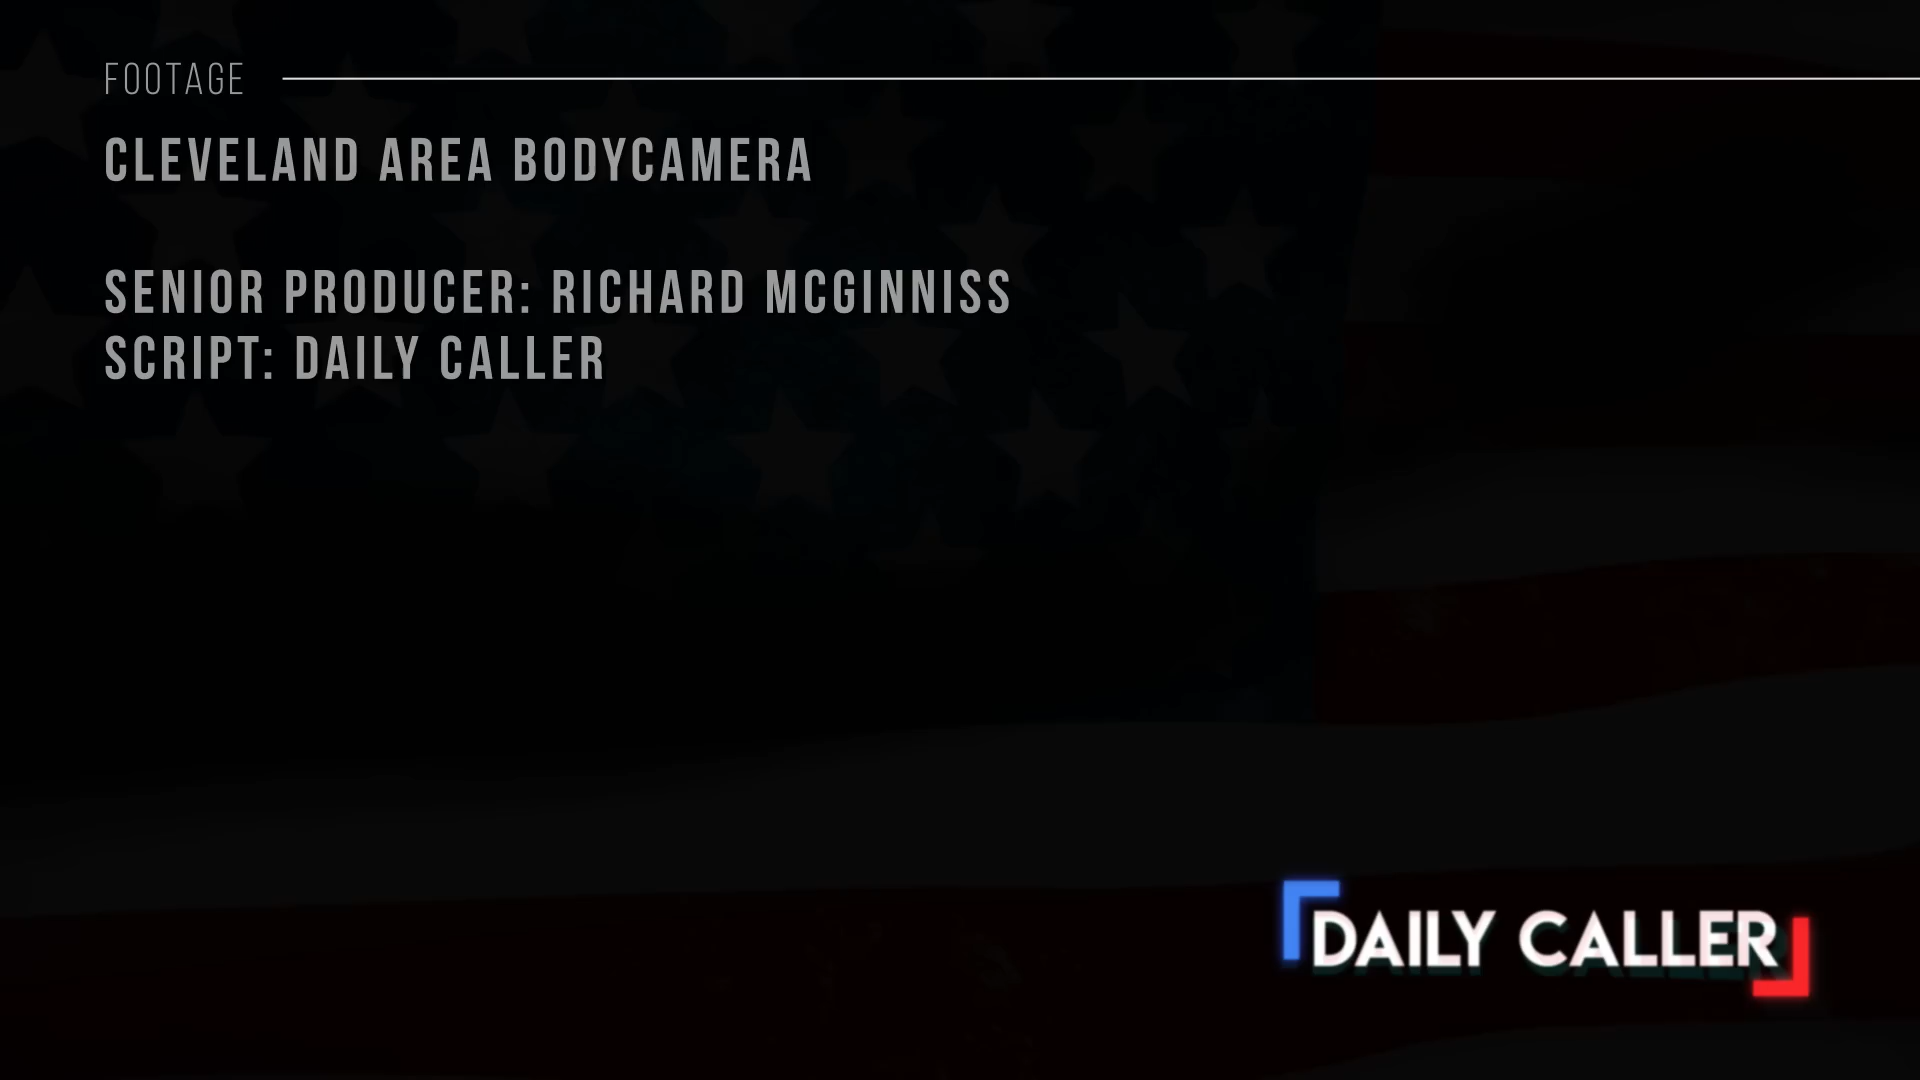 FOOTAGE
CLEVELAND AREA BODYCAMERA
SENIOR PRODUCER: RICHARD MCGINNISS
SCRIPT: DAILY CALLER
DAILY CALLER